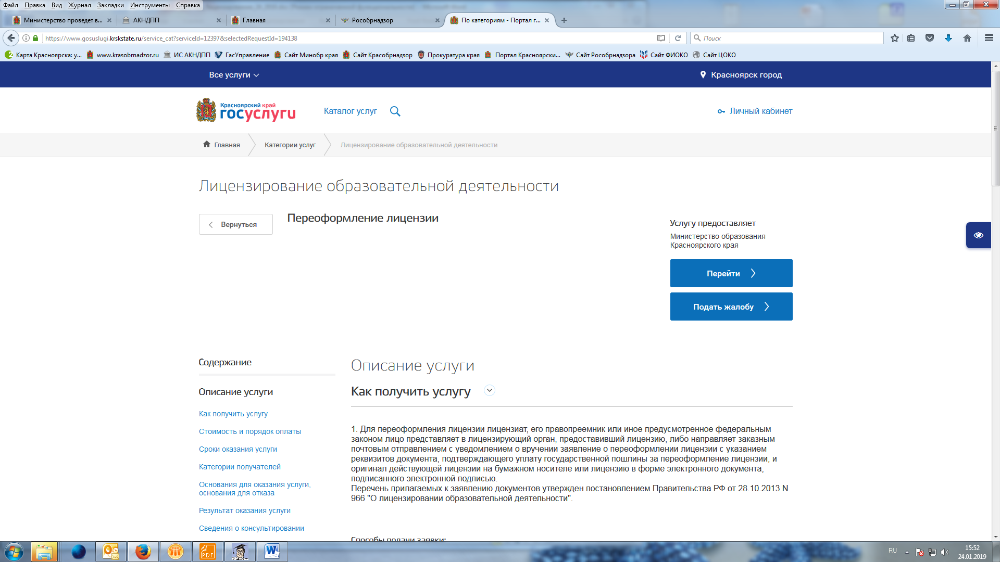 Файл Правка Вид Журнал Закладки Инструменты Справка
Министерство проведет в...
АКНДПП
Главная
Рособрнадзор
По категориям - Портал г...
https://www.gosuslugi.krskstate.ru/service_cat?serviceId=12397&selectedRequestId=194138
Поиск
Карта Красноярска: у... www.krasobrnadzor.ru ИС АКНДПП ГасУправление Сайт Минобр края Сайт Красобрнадзор Прокуратура края Портал Красноярски... Сайт Рособрнадзора Сайт ФИОКО Сайт ЦОКО
Все услуги
Красноярск город
Красноярский край
госуслуги
Каталог услуг
Личный кабинет
Главная
Категории услуг
Лицензирование образовательной деятельности
Лицензирование образовательной деятельности
Вернуться
Переоформление лицензии
Услугу предоставляет
Министерство образования
Красноярского края
Перейти
Подать жалобу
Содержание
Описание услуги
Как получить услугу
Стоимость и порядок оплаты
Сроки оказания услуги
Категории получателей
Основания для оказания услуги,
основания для отказа
Результат оказания услуги
Сведения о консультировании
Описание услуги
Как получить услугу
1. Для переоформления лицензии лицензиат, его правопреемник или иное предусмотренное федеральным
законом лицо представляет в лицензирующий орган, предоставивший лицензию, либо направляет заказным
почтовым отправлением с уведомлением о вручении заявление о переоформлении лицензии с указанием
реквизитов документа, подтверждающего уплату государственной пошлины за переоформление лицензии, и
оригинал действующей лицензии на бумажном носителе или лицензию в форме электронного документа,
подписанного электронной подписью.
Перечень прилагаемых к заявлению документов утвержден постановлением Правительства РФ от 28.10.2013 N
966 "О лицензировании образовательной деятельности".
Способы подачи заявки:
PDF
RU
15:52
24.01.2019